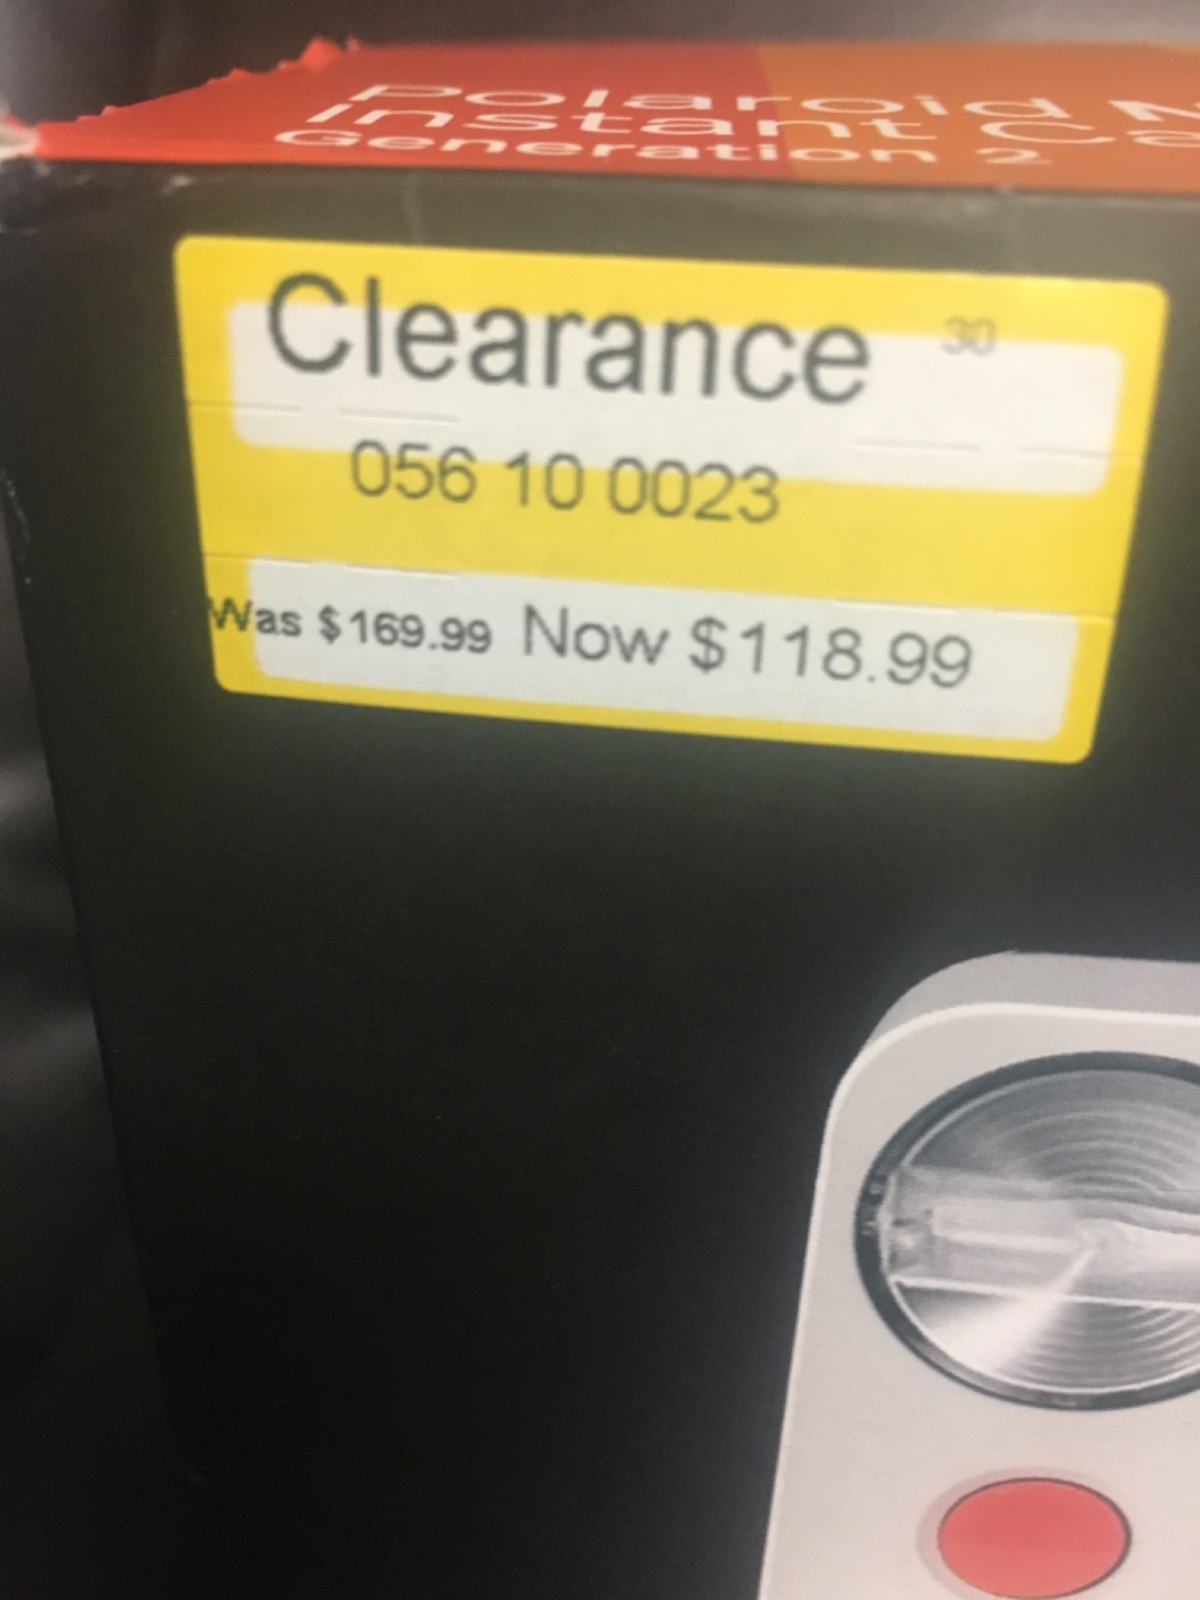 Polaroid
Instant
Generation 2
Clearance 30
056 10 0023
Was $169.99 Now $118.99